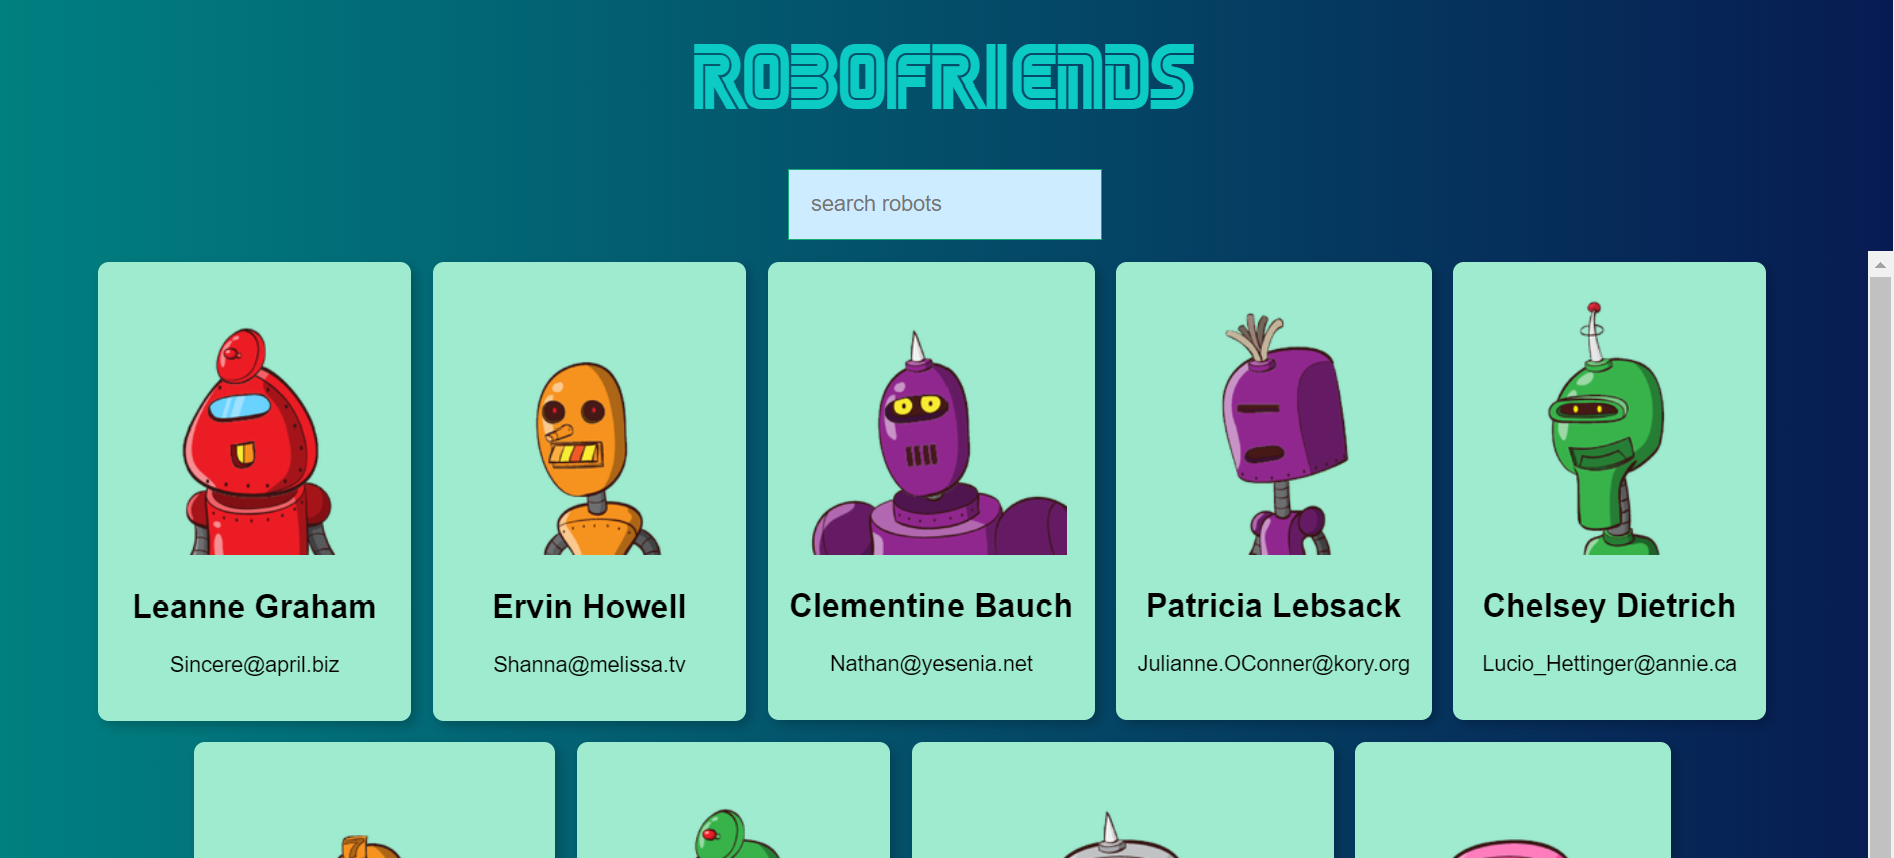 ROBOFRIENDS
search robots
Leanne Graham
Sincere@april.biz
Ervin Howell
Shanna@melissa.tv
Clementine Bauch
Nathan@yesenia.net
Patricia Lebsack
Julianne.OConner@kory.org
Chelsey Dietrich
Lucio_Hettinger@annie.ca